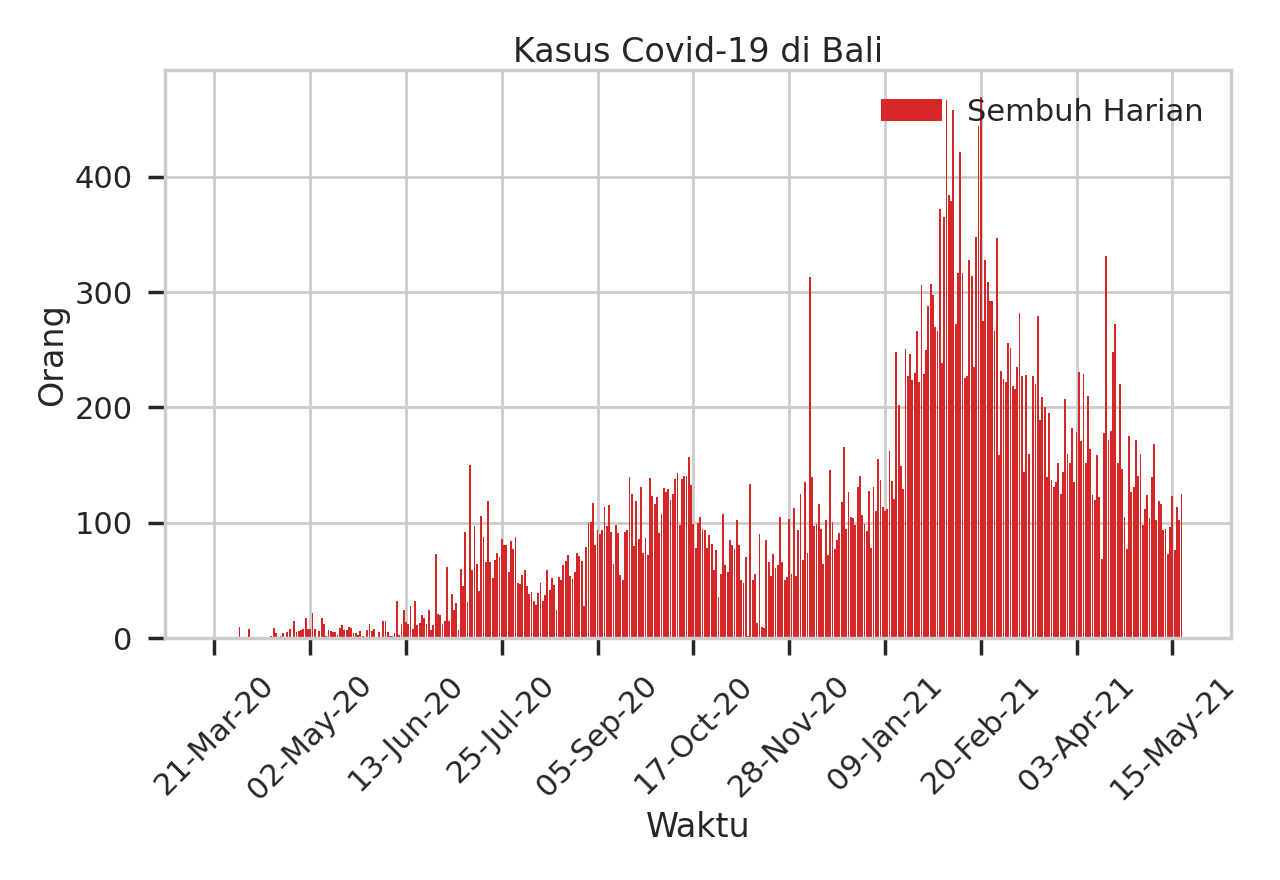 Kasus Covid-19 di Bali
Sembuh Harian
Orang
400
300
200
100
0
21-Mar-20
02-May-20
13-Jun-20
25-Jul-20
05-Sep-20
17-Oct-20
28-Nov-20
09-Jan-21
20-Feb-21
03-Apr-21
15-May-21
Waktu